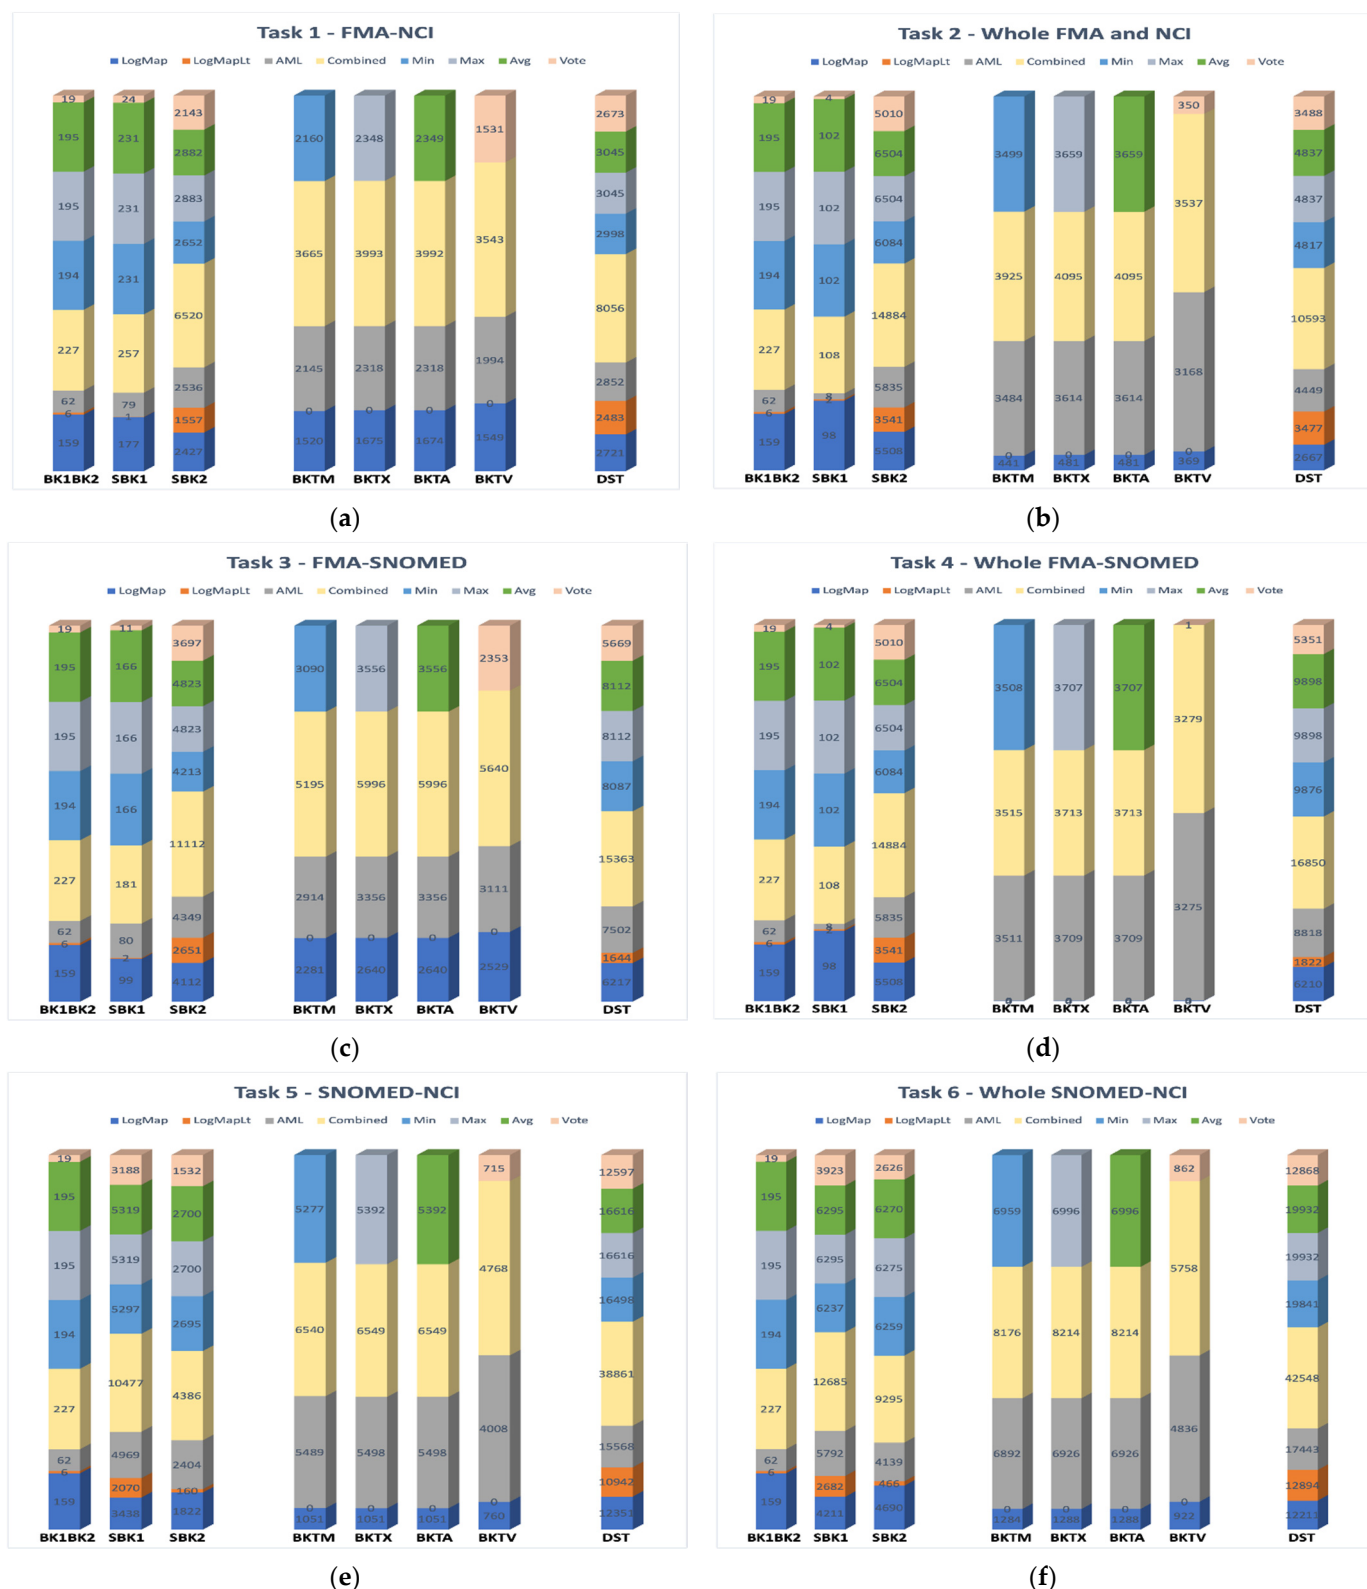 Task 1 - FMA-NCI
LogMap LogMapLt AML Combined Min Max Avg Vote
19 24 2143 2160 2348 2349 1531 2673
195 231 2882 3045
195 231 2883 3045
194 231 2652 2998
227 257 6520 3665 3993 3992 3543 8056
62 79 2536 2145 2318 2318 1994 2852
6 1 1557 0 0 0 0 2483
159 177 2427 1520 1675 1674 1549 2721
BK1BK2 SBK1 SBK2 BKTM BKTX BKTA BKTV DST
(a)
Task 2 - Whole FMA and NCI
LogMap LogMapLt AML Combined Min Max Avg Vote
19 4 5010 3499 3659 3659 350 3488
195 102 6504 4837
195 102 6504 4837
194 102 6084 4817
227 108 14884 3925 4095 4095 3537 10593
62 8 5835 3484 3614 3614 3168 4449
6 2 3541 0 0 0 0 3477
159 98 5508 441 481 481 369 2667
BK1BK2 SBK1 SBK2 BKTM BKTX BKTA BKTV DST
(b)
Task 3 - FMA-SNOMED
LogMap LogMapLt AML Combined Min Max Avg Vote
19 11 3697 3090 3556 3556 2353 5669
195 166 4823 8112
195 166 4823 8112
194 166 4213 8087
227 181 11112 5195 5996 5996 5640 15363
62 80 4349 2914 3356 3356 3111 7502
6 2 2651 0 0 0 0 1644
159 99 4112 2281 2640 2640 2529 6217
BK1BK2 SBK1 SBK2 BKTM BKTX BKTA BKTV DST
(c)
Task 4 - Whole FMA-SNOMED
LogMap LogMapLt AML Combined Min Max Avg Vote
19 4 5010 3508 3707 3707 1 5351
195 102 6504 9898
195 102 6504 9898
194 102 6084 9876
227 108 14884 3515 3713 3713 3279 16850
62 8 5835 3511 3709 3709 3275 8818
6 2 3541 1822
159 98 5508 6210
BK1BK2 SBK1 SBK2 BKTM BKTX BKTA BKTV DST
(d)
Task 5 - SNOMED-NCI
LogMap LogMapLt AML Combined Min Max Avg Vote
19 3188 1532 5277 5392 5392 715 12597
195 5319 2700 16616
195 5319 2700 16616
194 5297 2695 16498
227 10477 4386 6540 6549 6549 4768 38861
62 4969 2404 5489 5498 5498 4008 15568
6 2070 160 0 0 0 0 10942
159 3438 1822 1051 1051 1051 760 12351
BK1BK2 SBK1 SBK2 BKTM BKTX BKTA BKTV DST
(e)
Task 6 - Whole SNOMED-NCI
LogMap LogMapLt AML Combined Min Max Avg Vote
19 3923 2626 6959 6996 6996 862 12868
195 6295 6270 19932
195 6295 6275 19932
194 6237 6259 19841
227 12685 9295 8176 8214 8214 5758 42548
62 5792 4139 6892 6926 6926 4836 17443
6 2682 466 0 0 0 0 12894
159 4211 4690 1284 1288 1288 922 12211
BK1BK2 SBK1 SBK2 BKTM BKTX BKTA BKTV DST
(f)